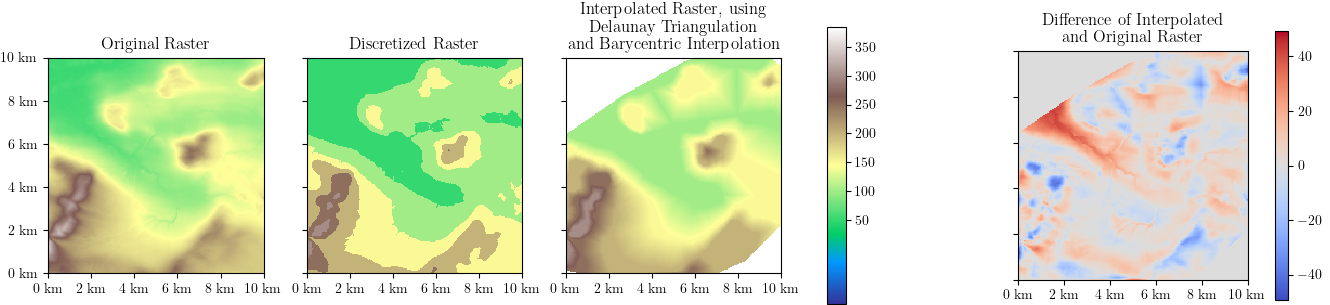 Original Raster
Discretized Raster
Interpolated Raster, using
Delaunay Triangulation
and Barycentric Interpolation
Difference of Interpolated
and Original Raster
10 km
8 km
6 km
4 km
2 km
0 km
0 km 2 km 4 km 6 km 8 km 10 km
0 km 2 km 4 km 6 km 8 km 10 km
0 km 2 km 4 km 6 km 8 km 10 km
350
300
250
200
150
100
50
0 km 2 km 4 km 6 km 8 km 10 km
40
20
0
−20
−40